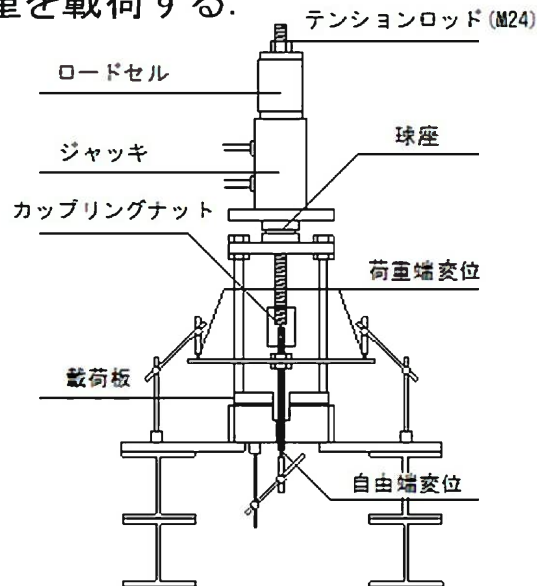 量を載荷する.
テンションロッド(M24)
ロードセル
球座
ジャッキ
カップリングナット
荷重端変位
載荷板
自由端変位